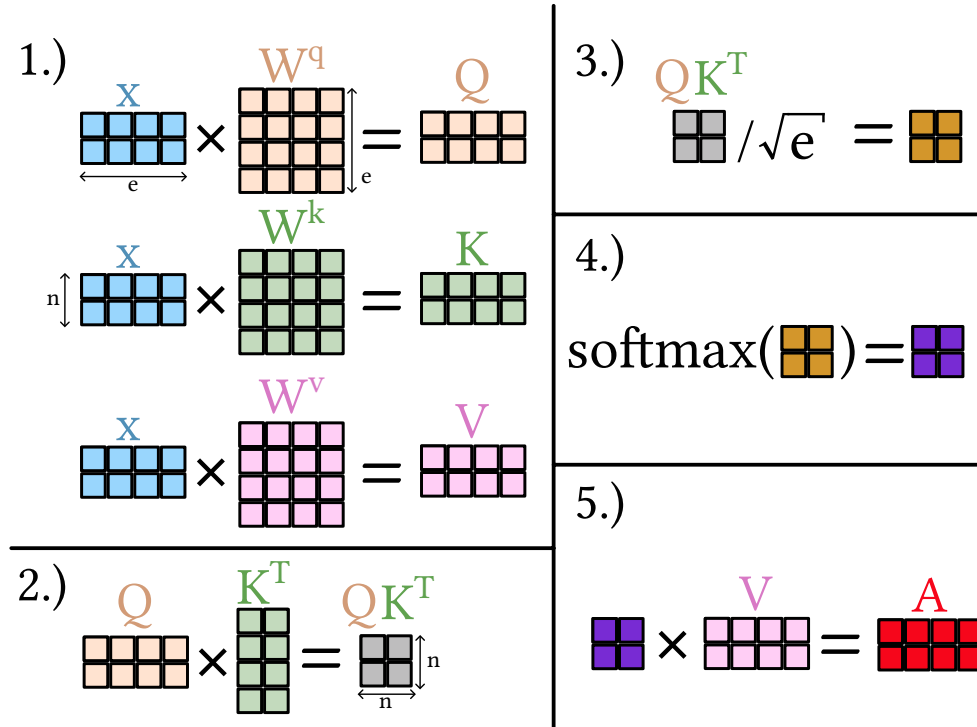 1.)
x × W^q = Q
e
e
x × W^k = K
n
x × W^v = V
2.)
Q × K^T = QK^T
n
n
3.)
QK^T
/√e =
4.)
softmax( ) =
5.)
× V = A